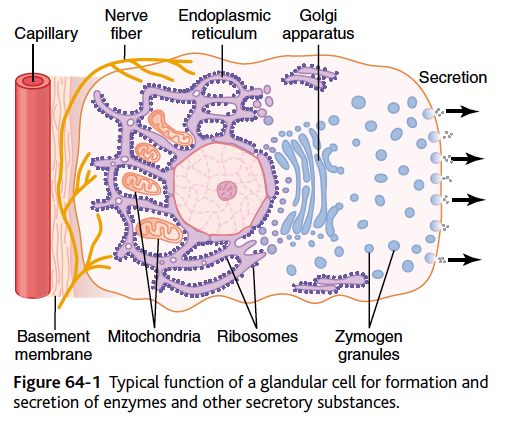 Capillary
Nerve
fiber
Endoplasmic
reticulum
Golgi
apparatus
Secretion
Basement
membrane
Mitochondria
Ribosomes
Zymogen
granules
Figure 64-1 Typical function of a glandular cell for formation and
secretion of enzymes and other secretory substances.